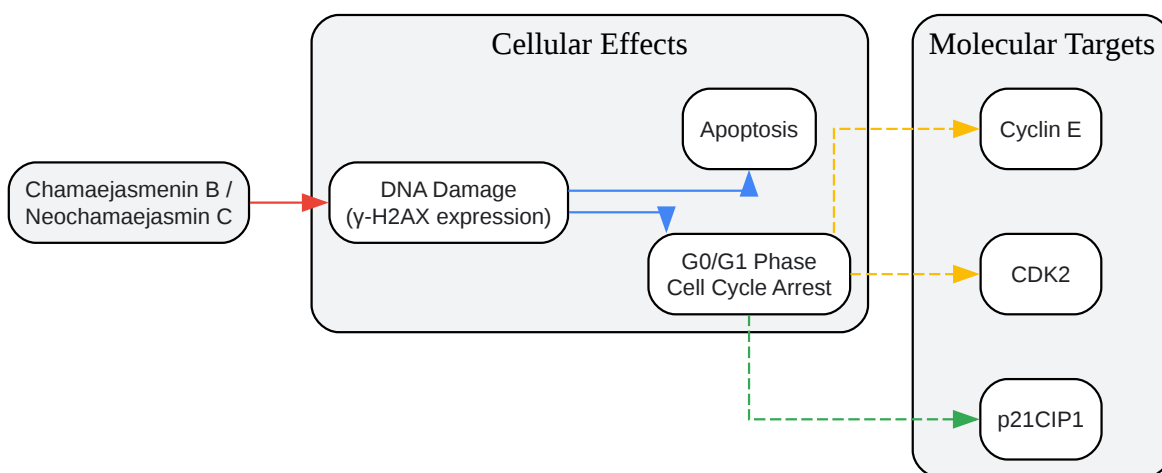 Cellular Effects
Molecular Targets
Apoptosis
Cyclin E
Chamaejasmenin B /
Neochamaejasmin C
DNA Damage
(γ-H2AX expression)
G0/G1 Phase
Cell Cycle Arrest
CDK2
p21CIP1